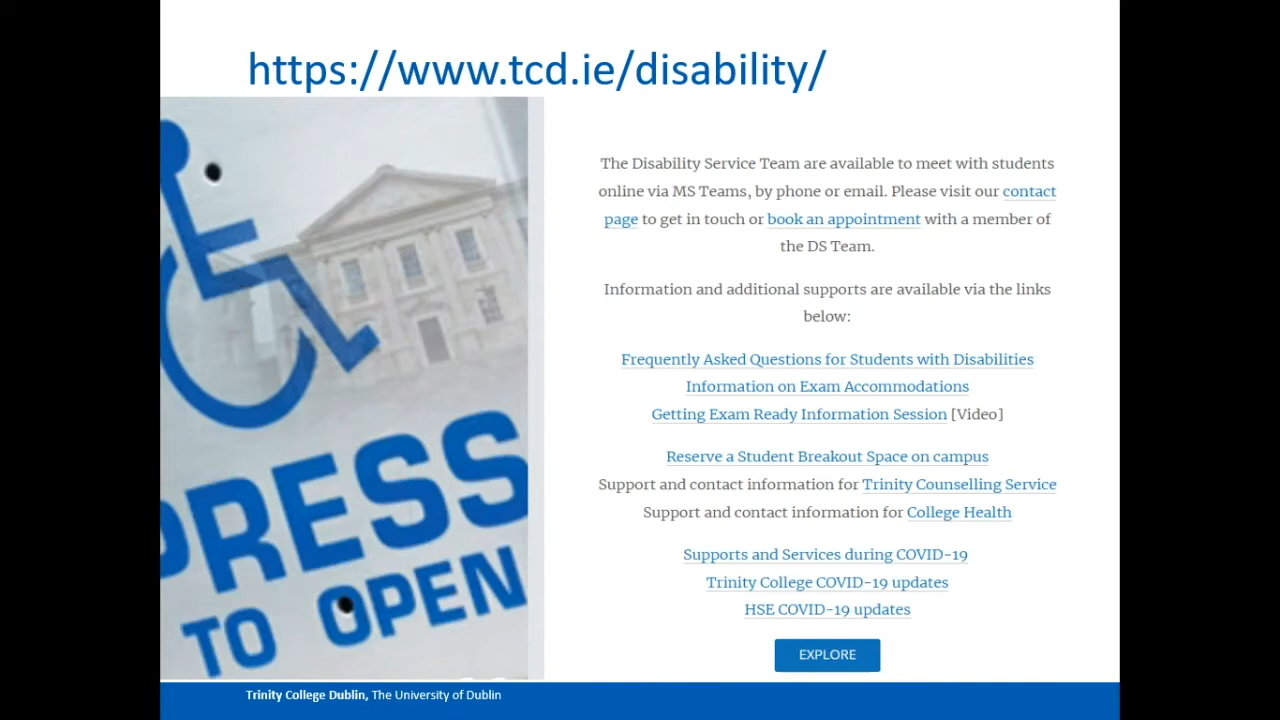 https://www.tcd.ie/disability/
PRESS
TO OPEN
The Disability Service Team are available to meet with students
online via MS Teams, by phone or email. Please visit our contact
page to get in touch or book an appointment with a member of
the DS Team.
Information and additional supports are available via the links
below:
Frequently Asked Questions for Students with Disabilities
Information on Exam Accommodations
Getting Exam Ready Information Session [Video]
Reserve a Student Breakout Space on campus
Support and contact information for Trinity Counselling Service
Support and contact information for College Health
Supports and Services during COVID-19
Trinity College COVID-19 updates
HSE COVID-19 updates
EXPLORE
Trinity College Dublin, The University of Dublin